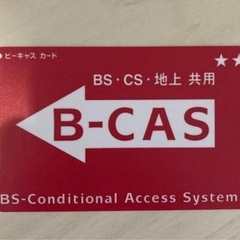 ビーキャス カード
★★
BS・CS・地上 共用
B-CAS
BS-Conditional Access System